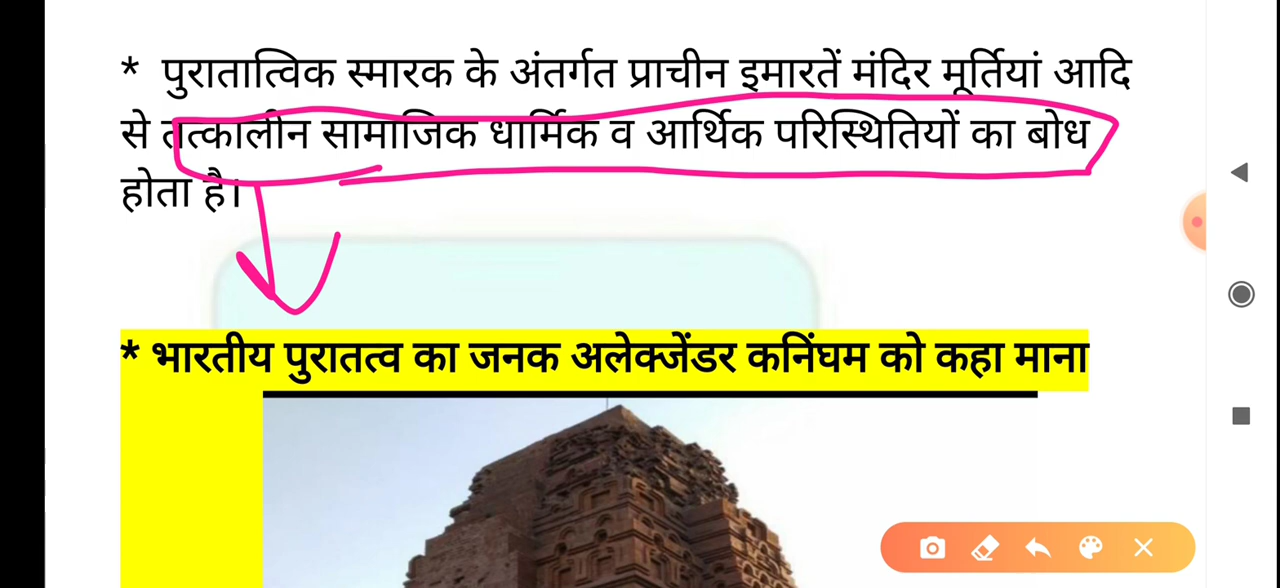 * पुरातात्विक स्मारक के अंतर्गत प्राचीन इमारतें मंदिर मूर्तियां आदि
से तत्कालीन सामाजिक धार्मिक व आर्थिक परिस्थितियों का बोध
होता है।
* भारतीय पुरातत्व का जनक अलेक्जेंडर कनिंघम को कहा माना